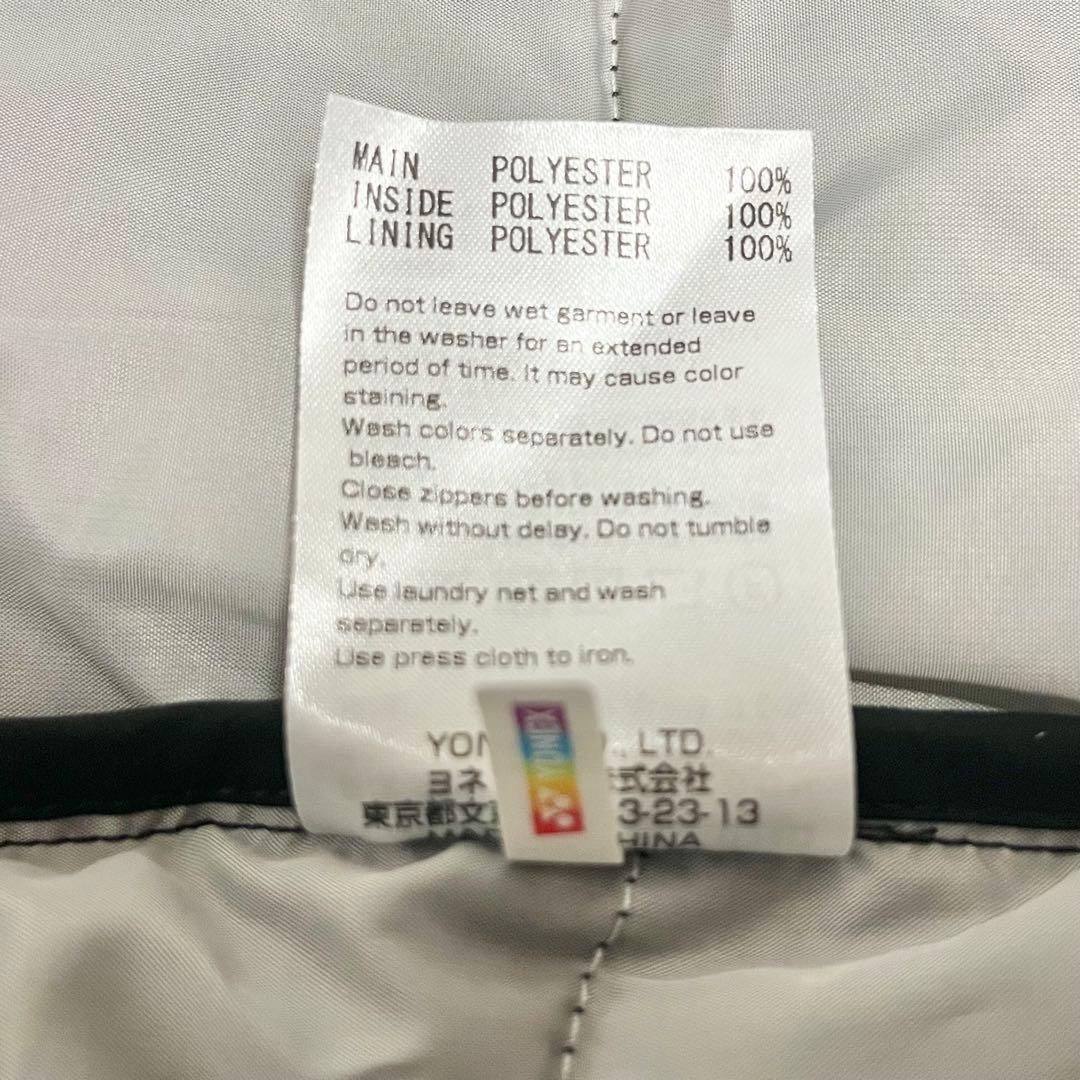 MAIN POLYESTER 100%
INSIDE POLYESTER 100%
LINING POLYESTER 100%
Do not leave wet garment or leave
in the washer for an extended
period of time. It may cause color
staining.
Wash colors separately. Do not use
bleach.
Close zippers before washing.
Wash without delay. Do not tumble
dry.
Use laundry net and wash
separately.
Use press cloth to iron.
YONEX
LTD.
式会社
東京都文 3-23-13
CHINA